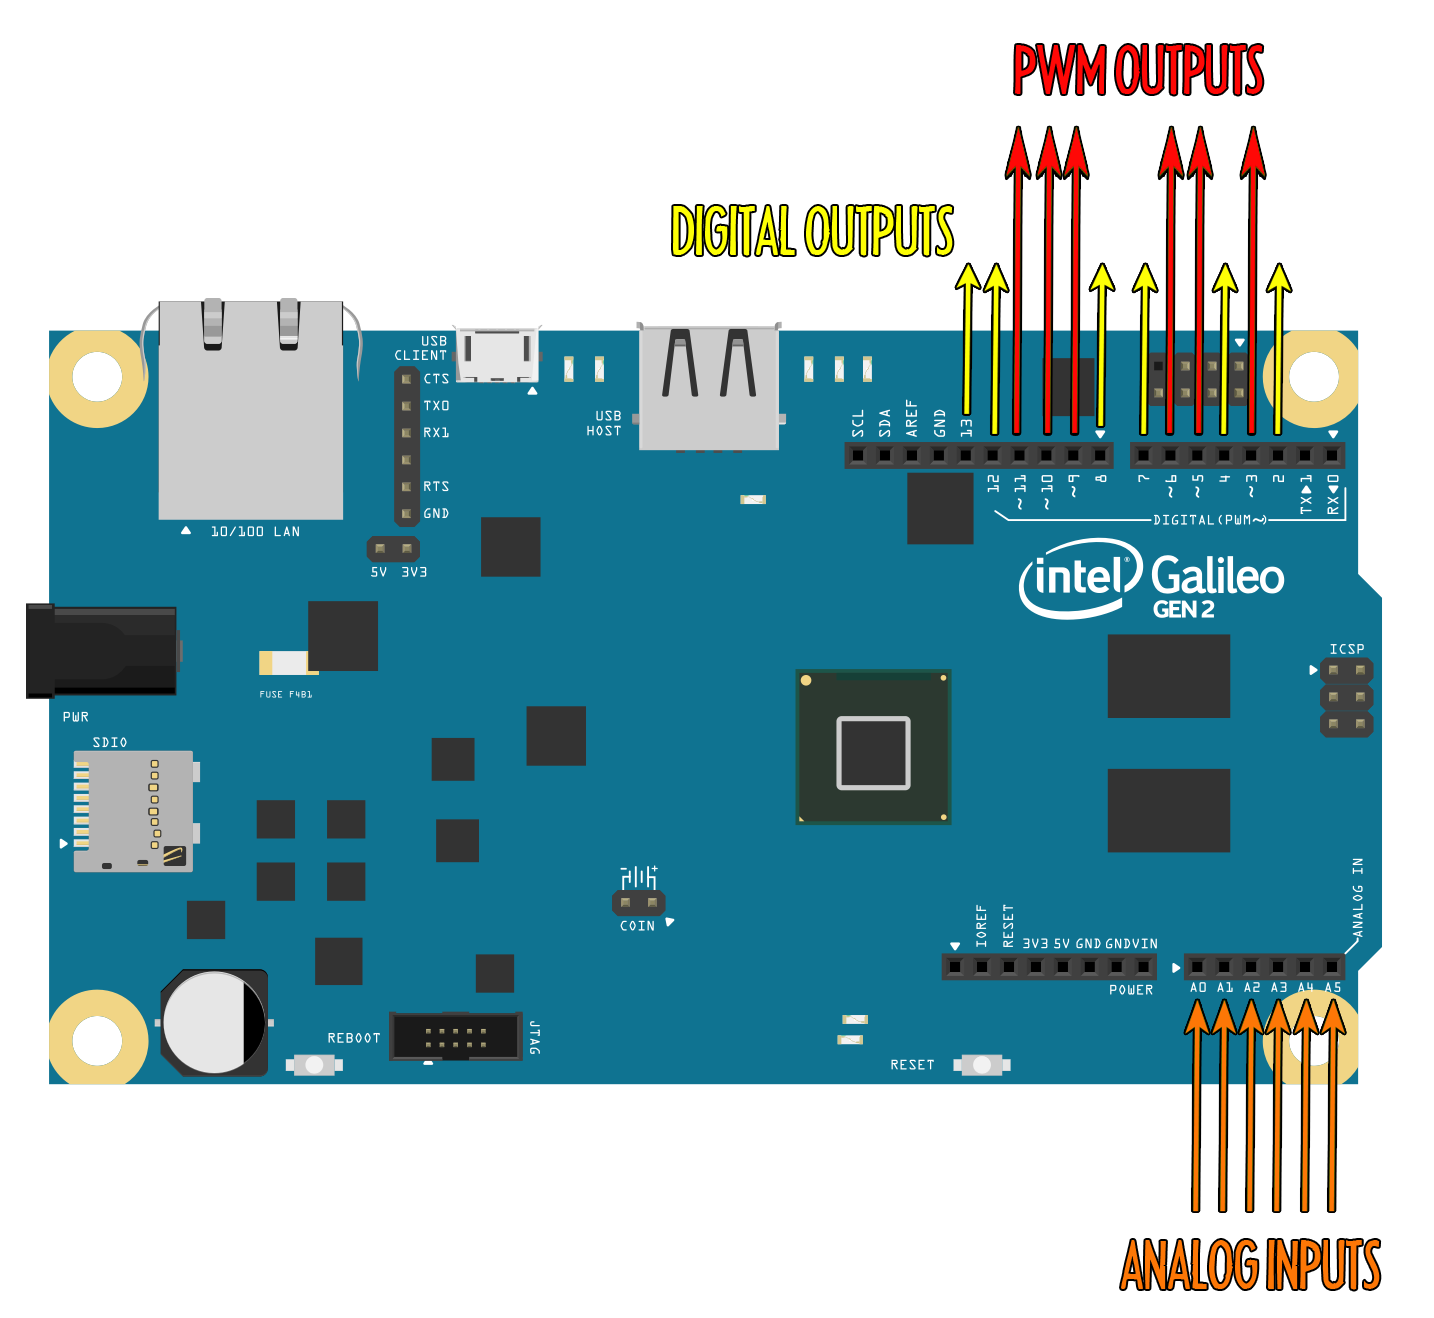 PWM OUTPUTS
DIGITAL OUTPUTS
USB
CLIENT
CTS
TX0
RX1
RTS
GND
USB
HOST
SCL
SDA
AREF
GND
13
12
~11
~10
~9
8
7
~6
~5
4
~3
2
TX▶1
RX◀0
DIGITAL(PWM~)
10/100 LAN
5V 3V3
intel® Galileo
GEN 2
ICSP
FUSE F4B1
PWR
SDIO
- +
COIN
ANALOG IN
IOREF
RESET
3V3 5V GND GND VIN
POWER
A0 A1 A2 A3 A4 A5
REBOOT
JTAG
RESET
ANALOG INPUTS